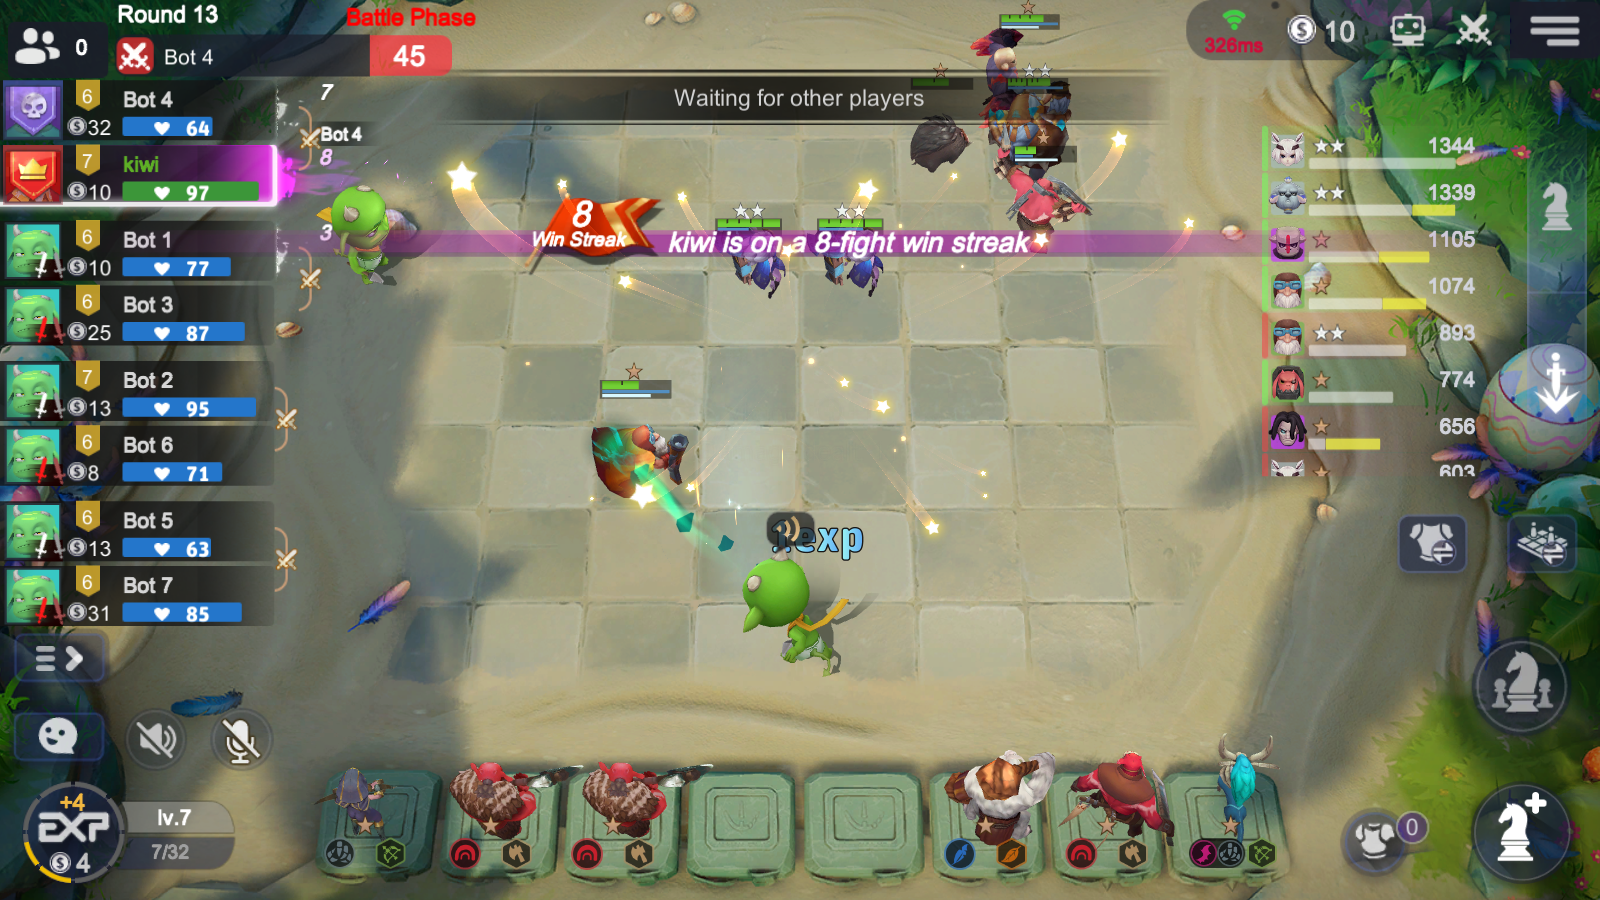 Round 13
Battle Phase
0
Bot 4
45
326ms
10
Waiting for other players
6
Bot 4
32
64
7
Bot 4
8
7
kiwi
10
97
3
6
Bot 1
10
77
6
Bot 3
25
87
7
Bot 2
13
95
6
Bot 6
8
71
6
Bot 5
13
63
6
Bot 7
31
85
8
Win Streak
kiwi is on a 8-fight win streak
1344
1339
1105
1074
893
774
656
603
exp
+4
EXP
4
lv.7
7/32
0